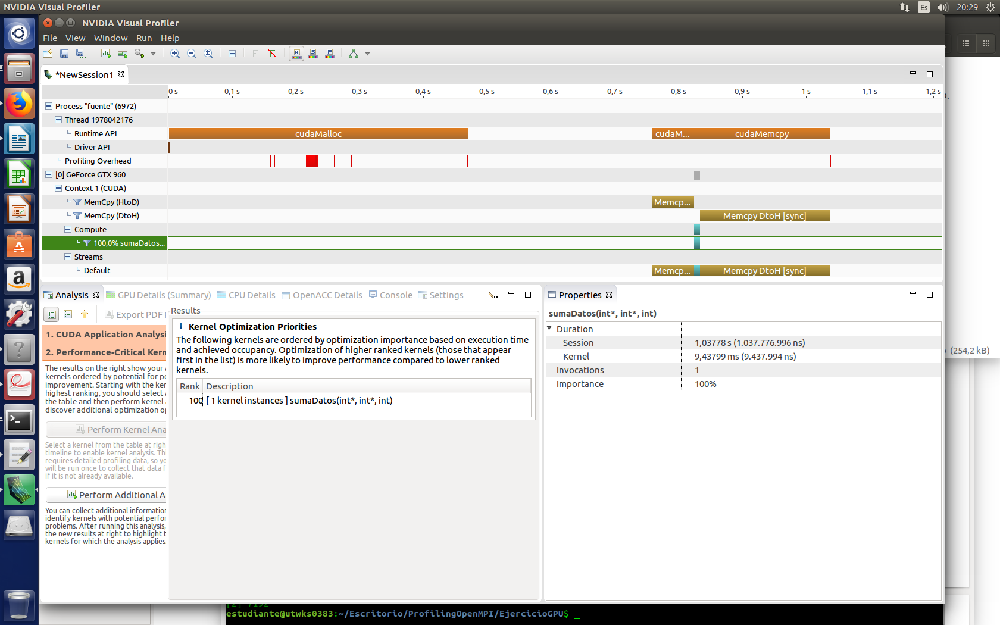 NVIDIA Visual Profiler
Es
20:29
NVIDIA Visual Profiler
File View Window Run Help
K S P
*NewSession1
0 s 0,1 s 0,2 s 0,3 s 0,4 s 0,5 s 0,6 s 0,7 s 0,8 s 0,9 s 1 s 1,1 s 1,2 s
Process "fuente" (6972)
Thread 1978042176
Runtime API cudaMalloc cudaM... cudaMemcpy
Driver API
Profiling Overhead
[0] GeForce GTX 960
Context 1 (CUDA)
MemCpy (HtoD) Memcp...
MemCpy (DtoH) Memcpy DtoH [sync]
Compute
100,0% sumaDatos...
Streams
Default Memcp... Memcpy DtoH [sync]
Analysis GPU Details (Summary) CPU Details OpenACC Details Console Settings
Export PDF
1. CUDA Application Analysi
2. Performance-Critical Kern
The results on the right show your
kernels ordered by potential for pe
improvement. Starting with the ker
highest ranking, you should select
the table and then perform kernel
discover additional optimization op
Perform Kernel Ana
Select a kernel from the table at righ
timeline to enable kernel analysis. Th
requires detailed profiling data, so yo
will be run once to collect that data f
if it is not already available.
Perform Additional A
You can collect additional information
identify kernels with potential perfor
problems. After running this analysis,
the new results at right to highlight t
kernels for which the analysis applies
Results
i Kernel Optimization Priorities
The following kernels are ordered by optimization importance based on execution time
and achieved occupancy. Optimization of higher ranked kernels (those that appear
first in the list) is more likely to improve performance compared to lower ranked
kernels.
Rank Description
100 [ 1 kernel instances ] sumaDatos(int*, int*, int)
Properties
sumaDatos(int*, int*, int)
Duration
Session 1,03778 s (1.037.776.996 ns)
Kernel 9,43799 ms (9.437.994 ns)
Invocations 1
Importance 100%
(254,2 kB)
estudiante@utwks0383:~/Escritorio/ProfilingOpenMPI/EjercicioGPU$